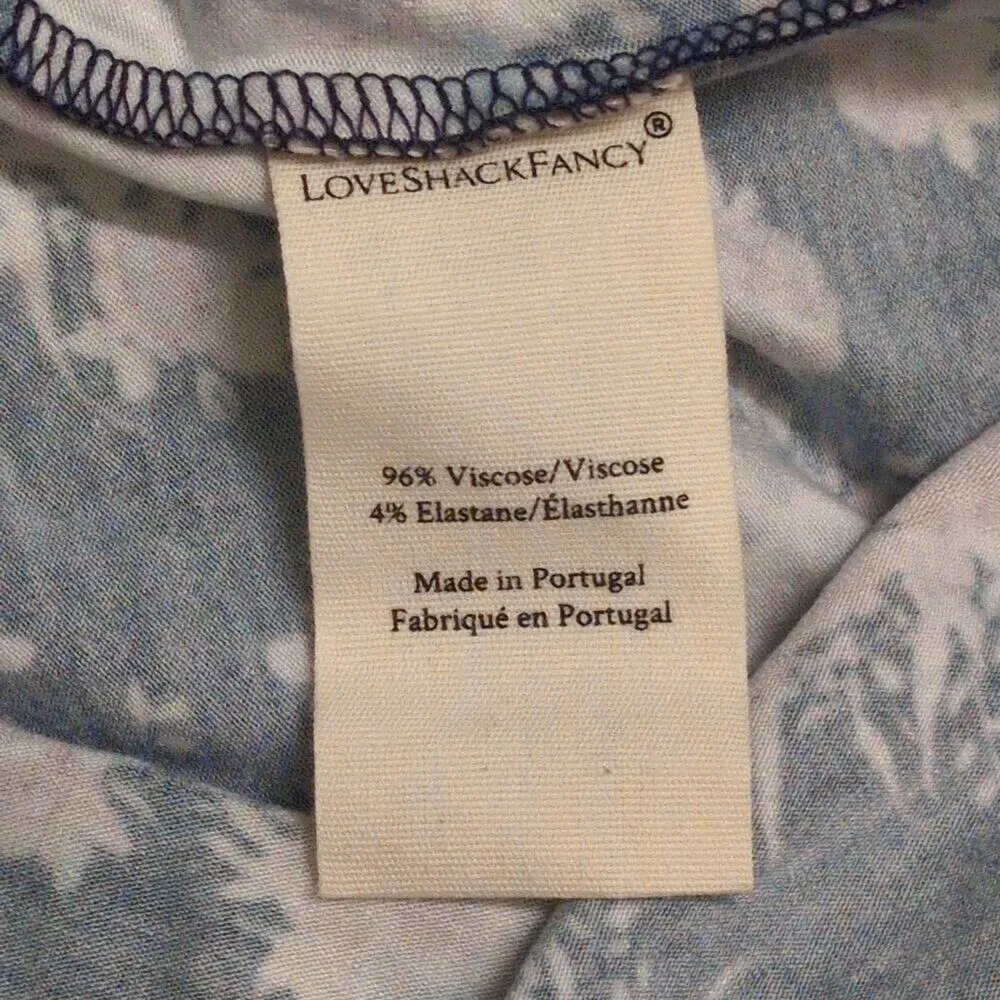 LOVESHACKFANCY®
96% Viscose/Viscose
4% Elastane/Élasthanne
Made in Portugal
Fabriqué en Portugal